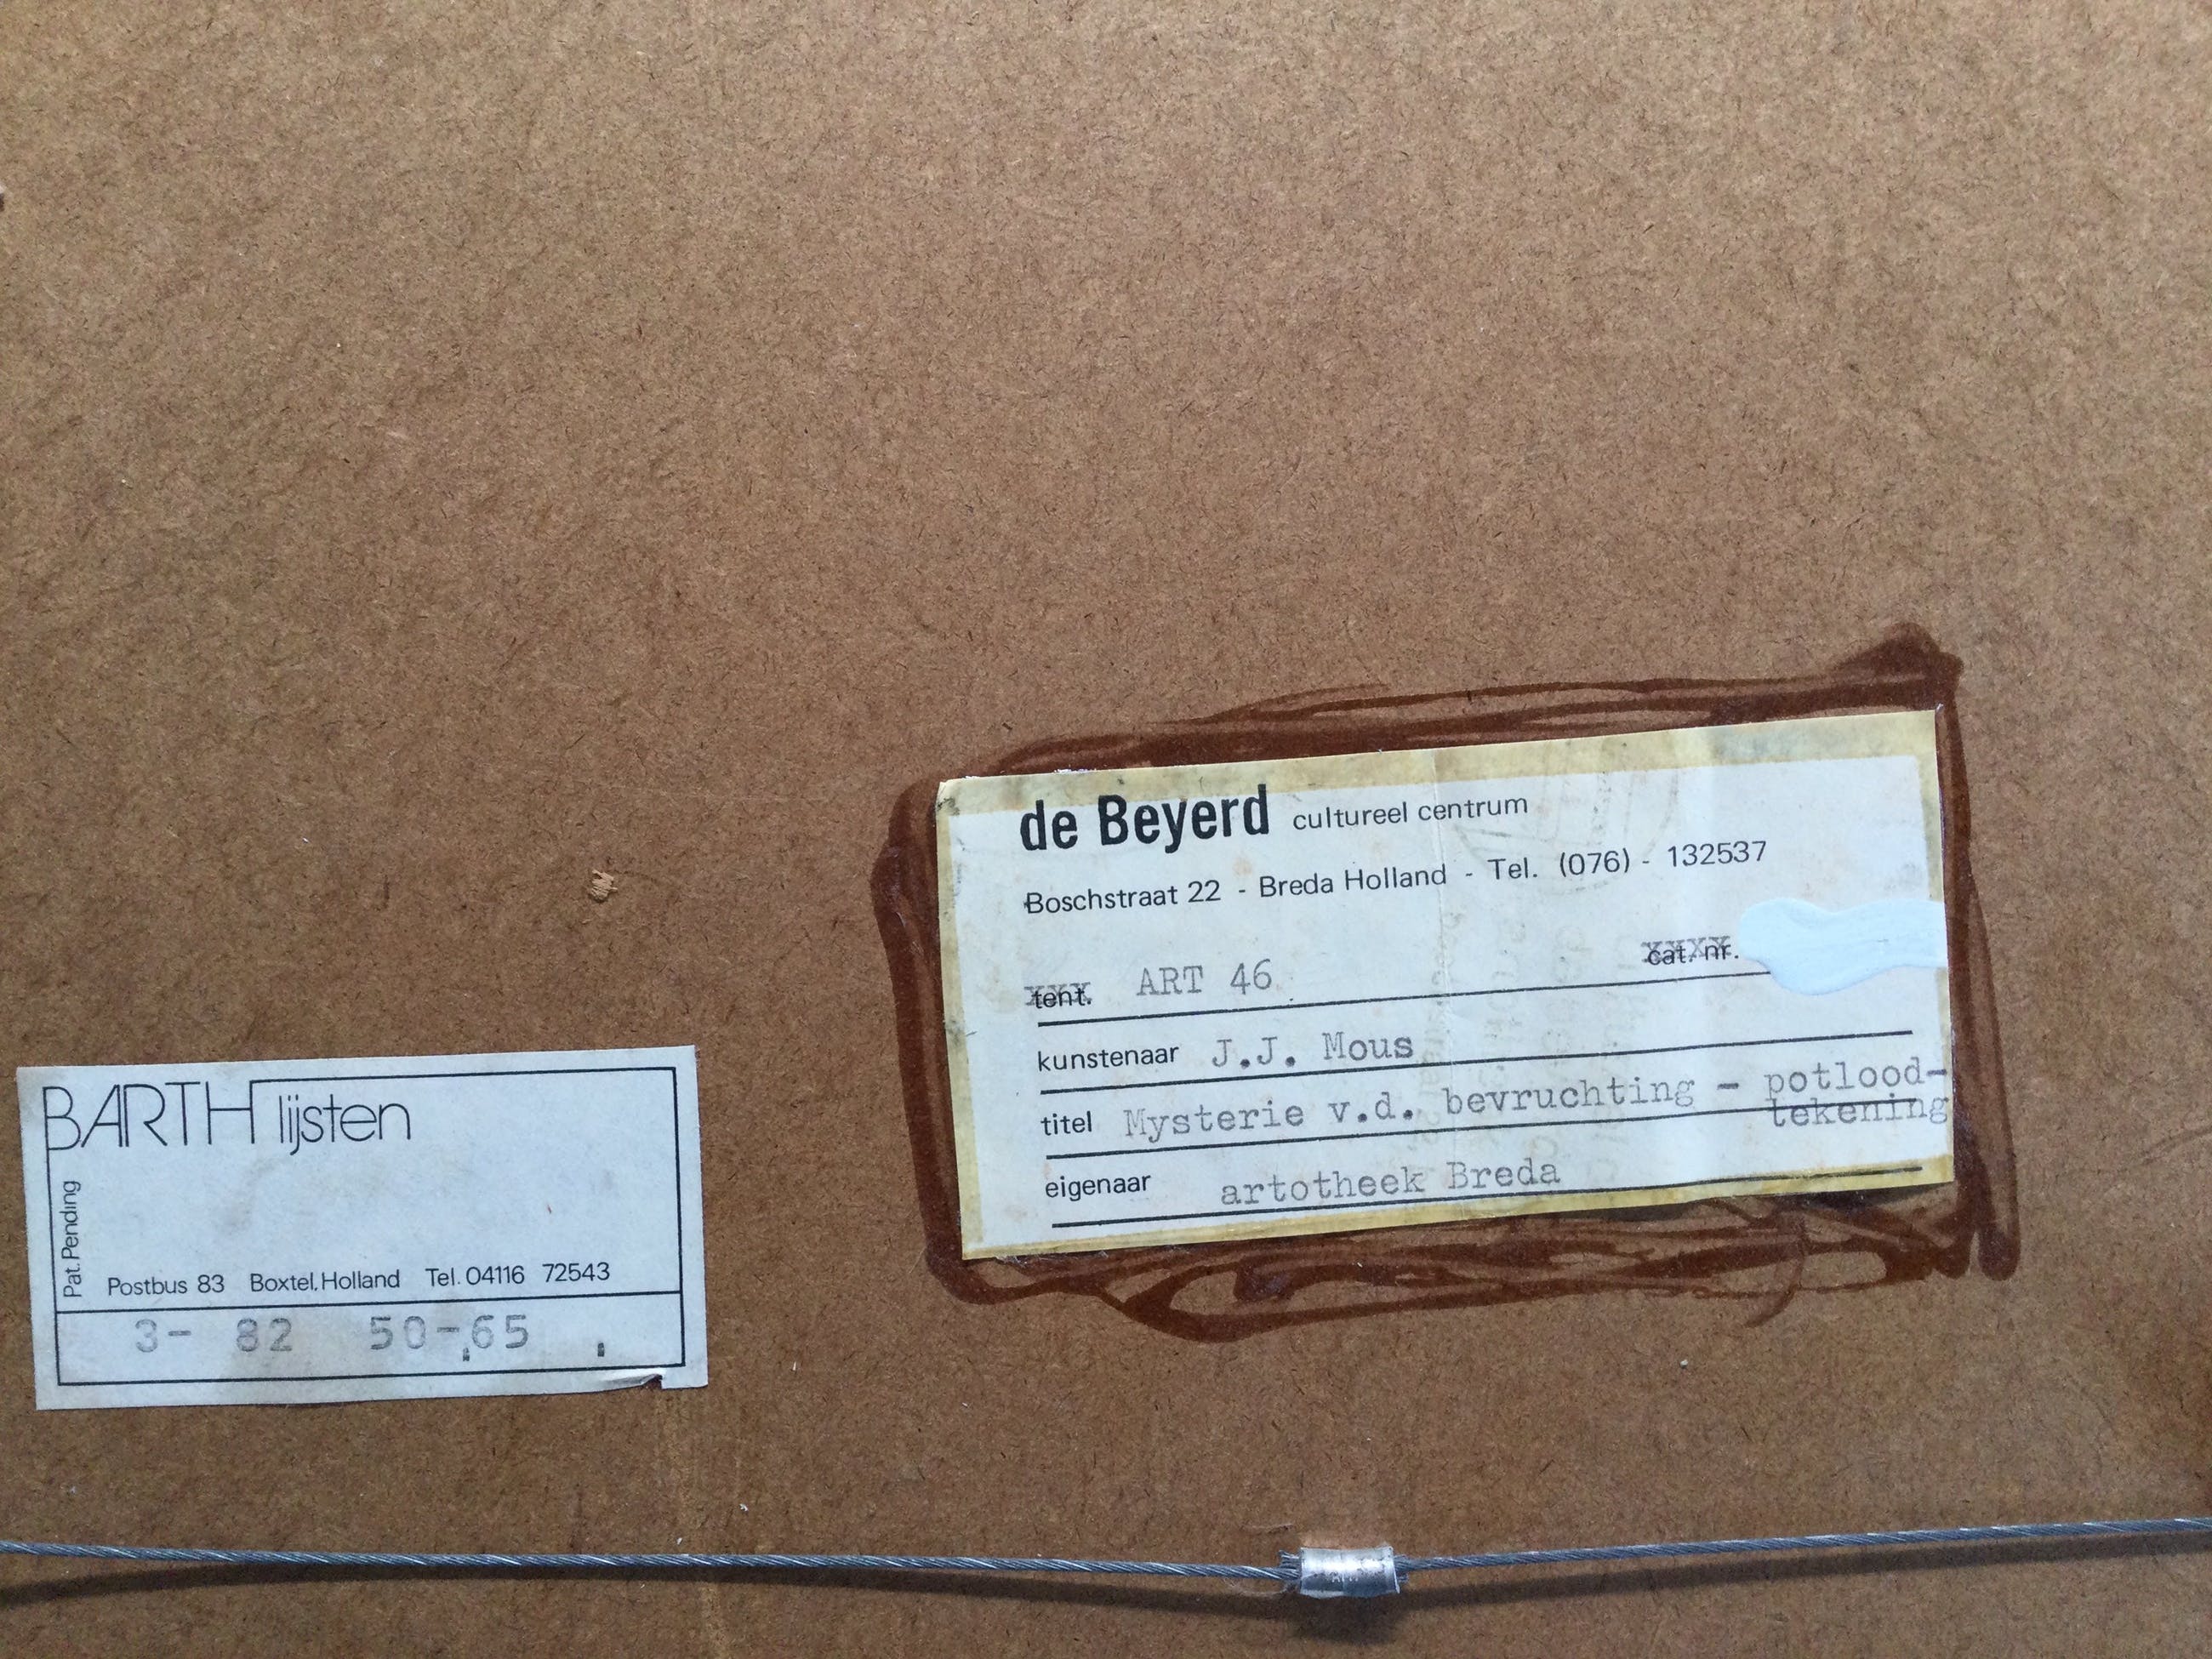 de Beyerd cultureel centrum
Boschstraat 22 - Breda Holland - Tel. (076) - 132537
tent. ART 46 cat. nr.
kunstenaar J.J. Mous
titel Mysterie v.d. bevruchting - potlood-
tekening
eigenaar artotheek Breda
BARTH lijsten
Pat. Pending
Postbus 83 Boxtel. Holland Tel. 04116 72543
3- 82 50-65